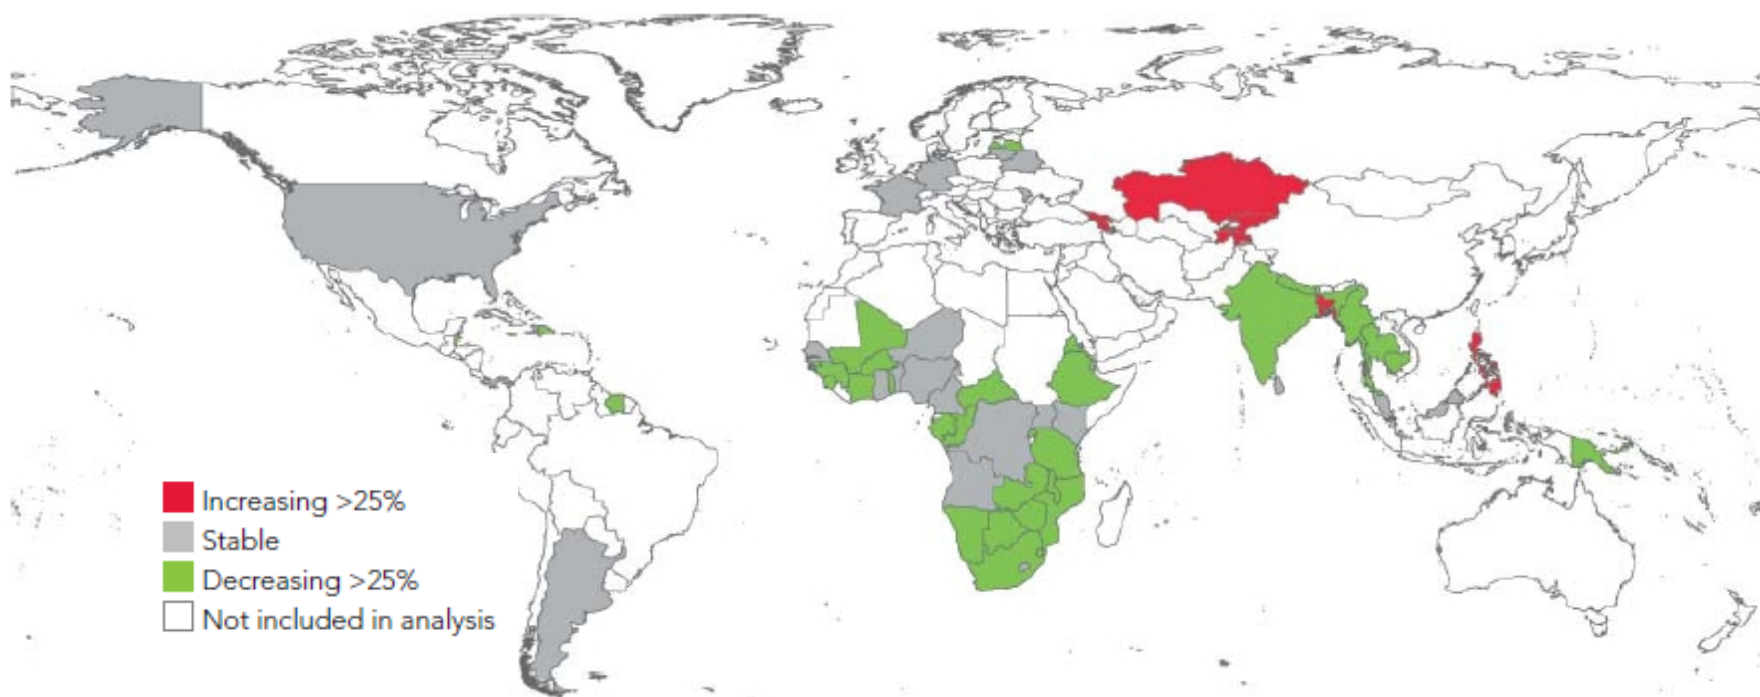 Increasing >25%
Stable
Decreasing >25%
Not included in analysis